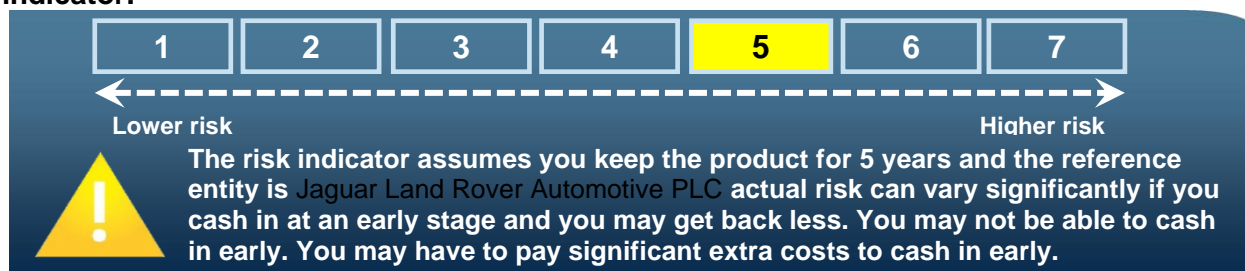 indicator:
1 2 3 4 5 6 7
Lower risk Higher risk
The risk indicator assumes you keep the product for 5 years and the reference
entity is Jaguar Land Rover Automotive PLC actual risk can vary significantly if you
cash in at an early stage and you may get back less. You may not be able to cash
in early. You may have to pay significant extra costs to cash in early.